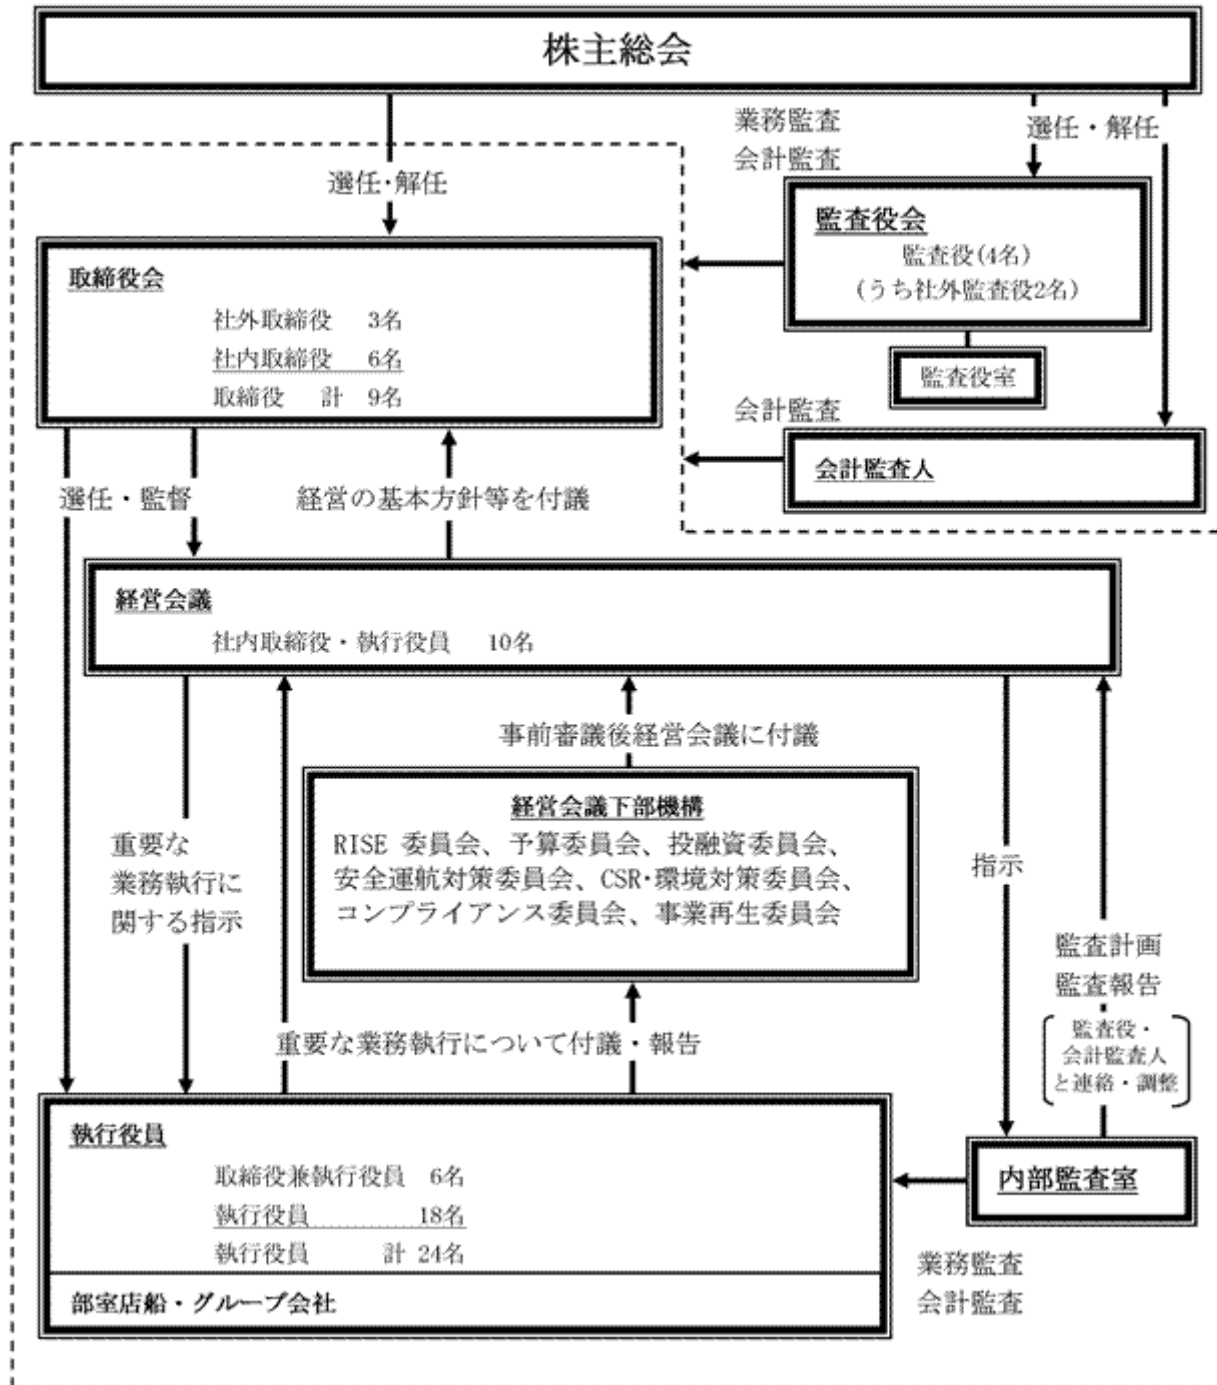 株主総会
業務監査
会計監査
選任・解任
選任・解任
監査役会
監査役(4名)
(うち社外監査役2名)
監査役室
取締役会
社外取締役 3名
社内取締役 6名
取締役 計 9名
会計監査
会計監査人
選任・監督
経営の基本方針等を付議
経営会議
社内取締役・執行役員 10名
事前審議後経営会議に付議
経営会議下部機構
RISE 委員会、予算委員会、投融資委員会、
安全運航対策委員会、CSR・環境対策委員会、
コンプライアンス委員会、事業再生委員会
重要な
業務執行に
関する指示
指示
監査計画
監査報告
監査役・
会計監査人
と連絡・調整
重要な業務執行について付議・報告
執行役員
取締役兼執行役員 6名
執行役員 18名
執行役員 計 24名
部室店船・グループ会社
内部監査室
業務監査
会計監査